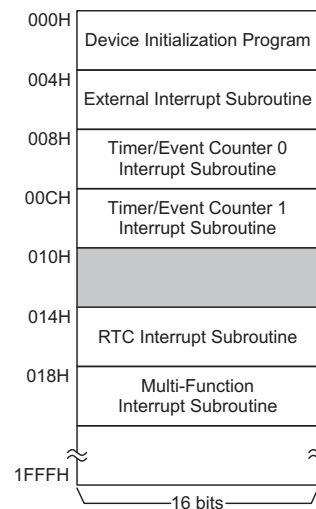 000H
Device Initialization Program
004H
External Interrupt Subroutine
008H
Timer/Event Counter 0
Interrupt Subroutine
00CH
Timer/Event Counter 1
Interrupt Subroutine
010H
014H
RTC Interrupt Subroutine
018H
Multi-Function
Interrupt Subroutine
1FFFH
16 bits